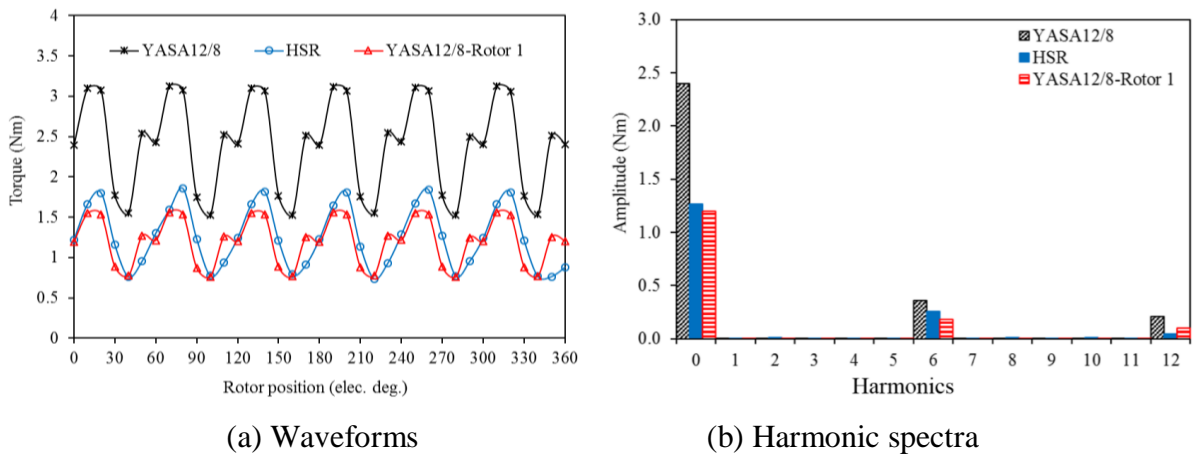 4
3.5
3
2.5
2
1.5
1
0.5
0
Torque (Nm)
YASA12/8 HSR YASA12/8-Rotor 1
0 30 60 90 120 150 180 210 240 270 300 330 360
Rotor position (elec. deg.)
(a) Waveforms
3.0
2.5
2.0
1.5
1.0
0.5
0.0
Amplitude (Nm)
YASA12/8
HSR
YASA12/8-Rotor 1
0 1 2 3 4 5 6 7 8 9 10 11 12
Harmonics
(b) Harmonic spectra